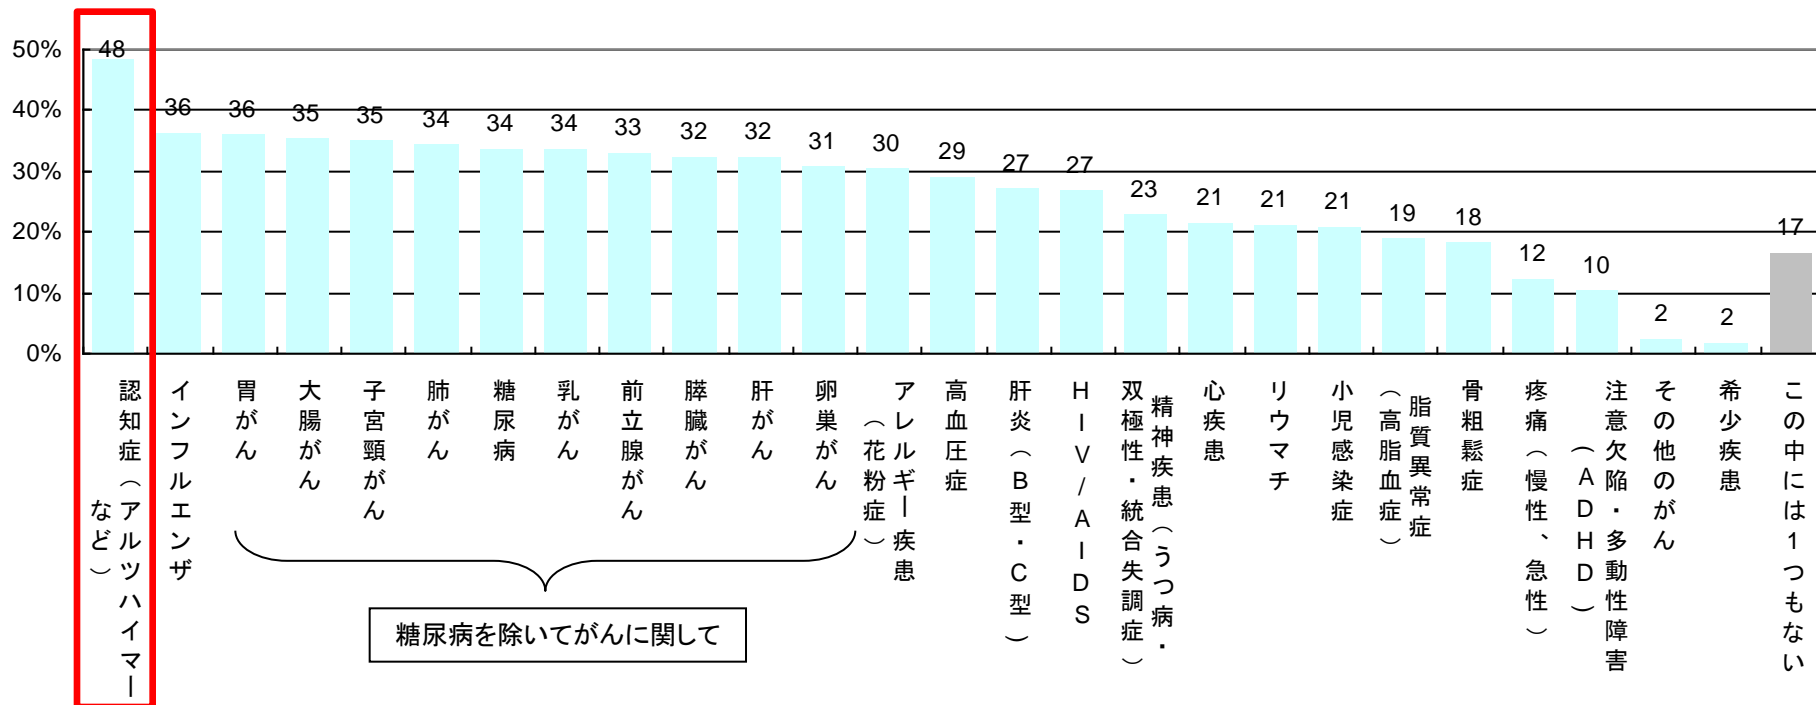 50%
40%
30%
20%
10%
0%
48
36
36
35
35
34
34
34
33
32
32
31
30
29
27
27
23
21
21
21
19
18
12
10
2
2
17
認知症（アルツハイマー
など）
インフルエンザ
胃がん
大腸がん
子宮頸がん
肺がん
糖尿病
乳がん
前立腺がん
膵臓がん
肝がん
卵巣がん
アレルギー疾患
（花粉症）
高血圧症
肝炎（B型・C型）
HIV/AIDS
精神疾患（うつ病・
双極性・統合失調症）
心疾患
リウマチ
小児感染症
脂質異常症
（高脂血症）
骨粗鬆症
疼痛（慢性、急性）
注意欠陥・多動性障害
（ADHD）
その他のがん
希少疾患
この中には1つもない
糖尿病を除いてがんに関して